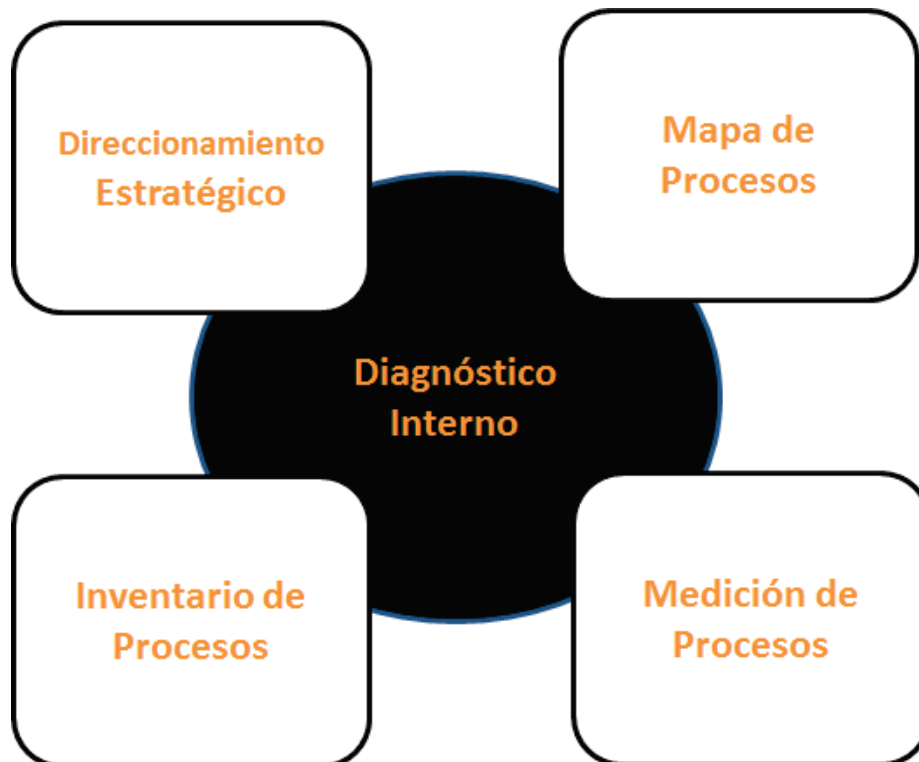 Direccionamiento
Estratégico
Mapa de
Procesos
Diagnóstico
Interno
Inventario de
Procesos
Medición de
Procesos